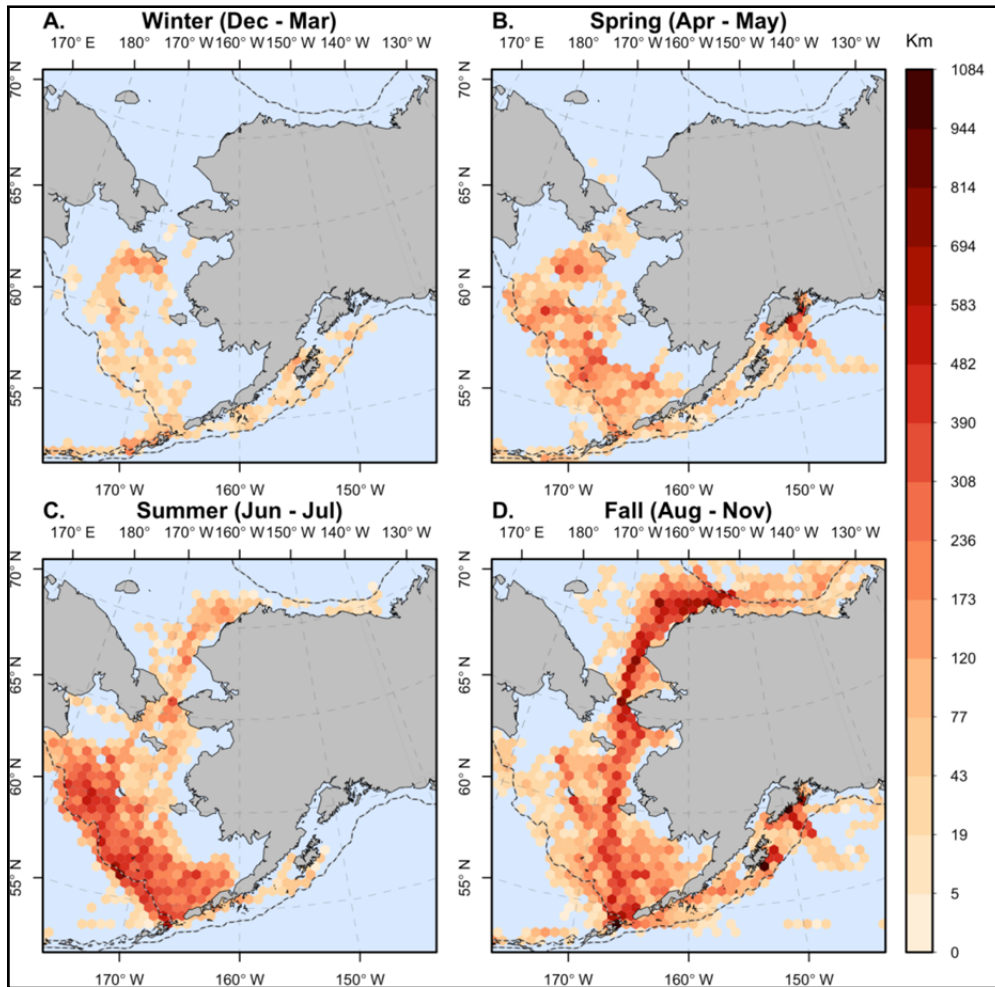 A. Winter (Dec - Mar)
170° E 180° 170° W 160° W 150° W 140° W 130° W
70° N
65° N
60° N
55° N
170° W 160° W 150° W
B. Spring (Apr - May)
170° E 180° 170° W 160° W 150° W 140° W 130° W
70° N
65° N
60° N
55° N
170° W 160° W 150° W
C. Summer (Jun - Jul)
170° E 180° 170° W 160° W 150° W 140° W 130° W
70° N
65° N
60° N
55° N
170° W 160° W 150° W
D. Fall (Aug - Nov)
170° E 180° 170° W 160° W 150° W 140° W 130° W
70° N
65° N
60° N
55° N
170° W 160° W 150° W
Km
1084
944
814
694
583
482
390
308
236
173
120
77
43
19
5
0